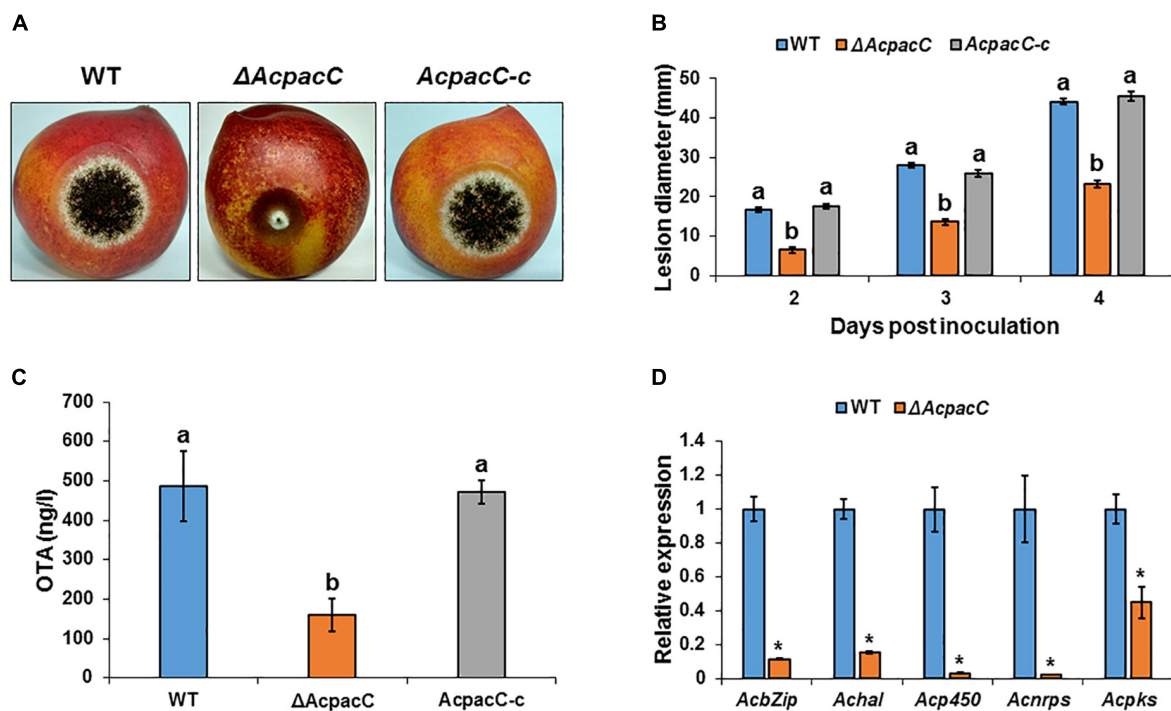 A
WT
ΔAcpacC
AcpacC-c
B
WT ΔAcpacC AcpacC-c
Lesion diameter (mm)
50
40
30
20
10
0
a
b
a
a
b
a
a
b
a
2 3 4
Days post inoculation
C
OTA (ng/l)
700
600
500
400
300
200
100
0
a
b
a
WT ΔAcpacC AcpacC-c
D
WT ΔAcpacC
Relative expression
1.4
1.2
1
0.8
0.6
0.4
0.2
0
*
*
*
*
*
AcbZip Achal Acp450 Acnrps Acpks